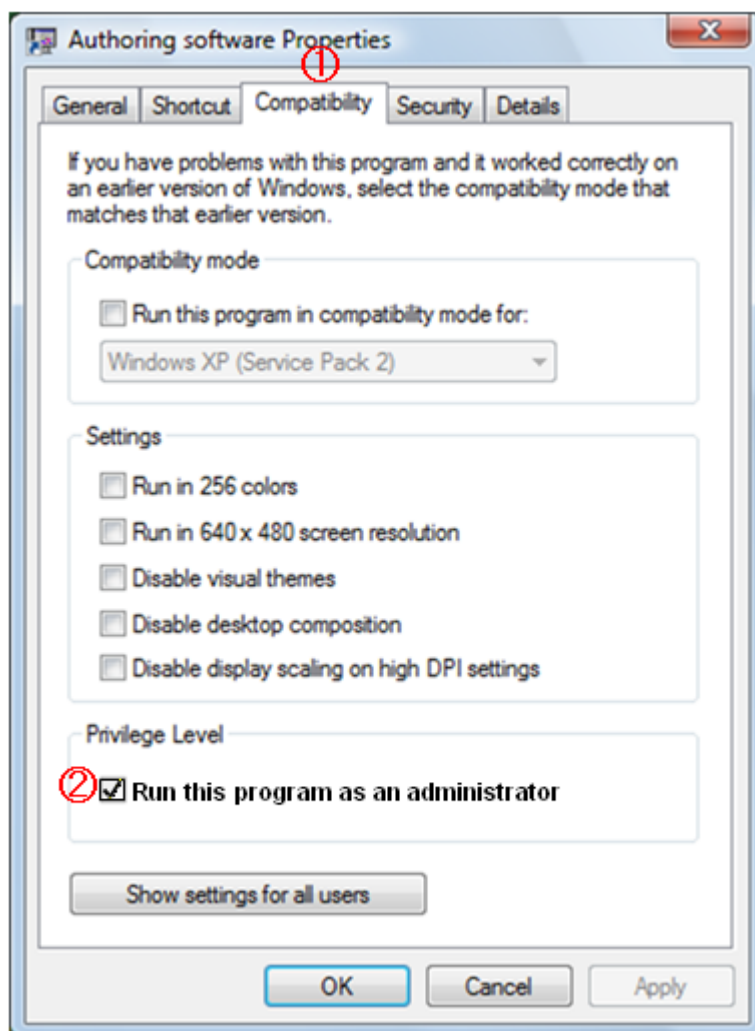 Authoring software Properties
①
General Shortcut Compatibility Security Details
If you have problems with this program and it worked correctly on
an earlier version of Windows, select the compatibility mode that
matches that earlier version.
Compatibility mode
Run this program in compatibility mode for:
Windows XP (Service Pack 2)
Settings
Run in 256 colors
Run in 640 x 480 screen resolution
Disable visual themes
Disable desktop composition
Disable display scaling on high DPI settings
Privilege Level
② Run this program as an administrator
Show settings for all users
OK Cancel Apply